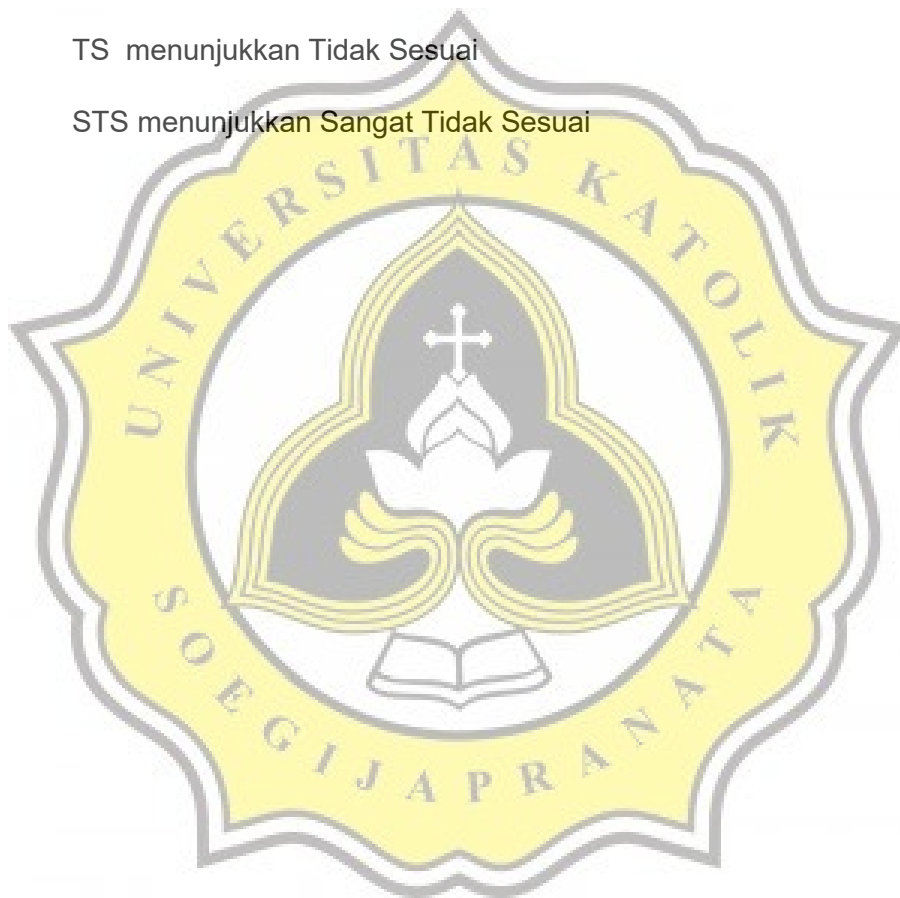 TS menunjukkan Tidak Sesuai
STS menunjukkan Sangat Tidak Sesuai
UNIVERSITAS KATOLIK
SOEGIJAPRANATA